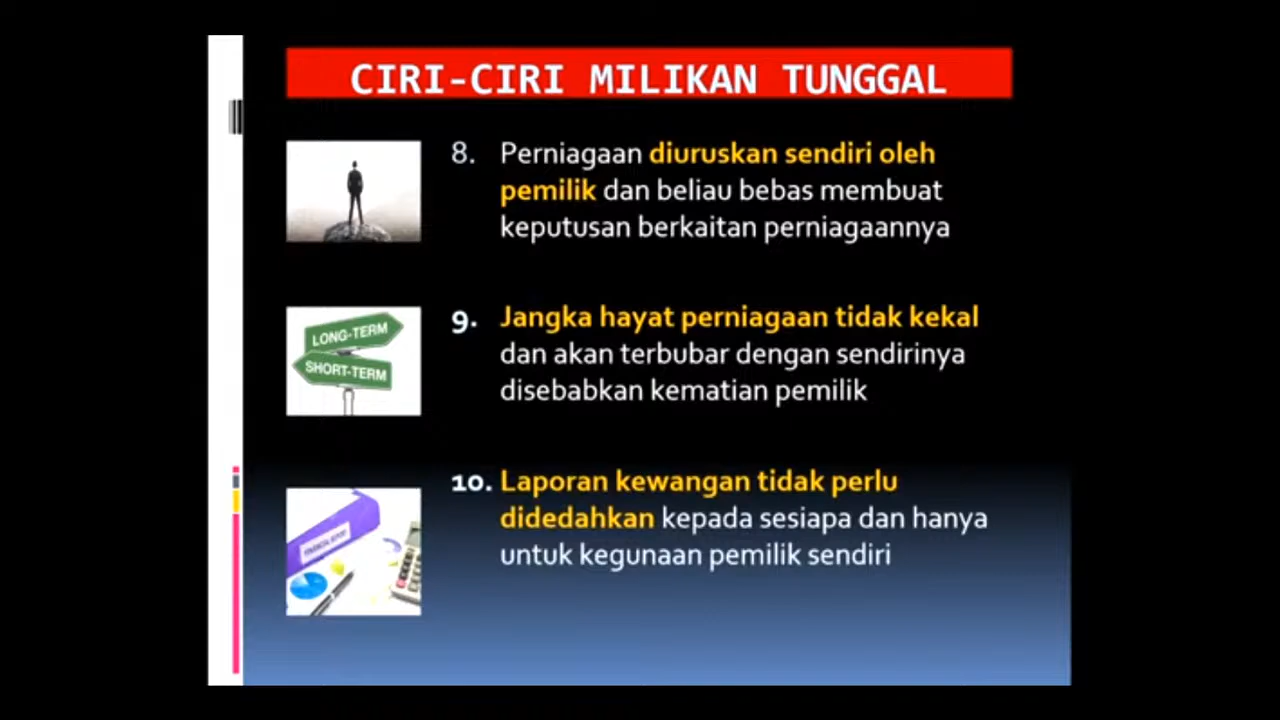 CIRI-CIRI MILIKAN TUNGGAL
8. Perniagaan diuruskan sendiri oleh
pemilik dan beliau bebas membuat
keputusan berkaitan perniagaannya
LONG-TERM
SHORT-TERM
9. Jangka hayat perniagaan tidak kekal
dan akan terbubar dengan sendirinya
disebabkan kematian pemilik
10. Laporan kewangan tidak perlu
didedahkan kepada sesiapa dan hanya
untuk kegunaan pemilik sendiri